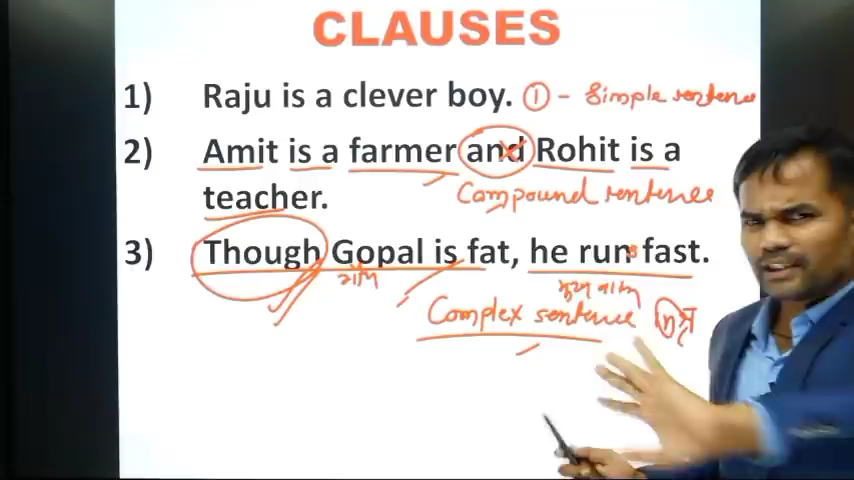 CLAUSES
1) Raju is a clever boy. ① - Simple sentence
2) Amit is a farmer and Rohit is a
teacher. Compound sentence
3) Though Gopal is fat, he runs fast.
Complex sentence